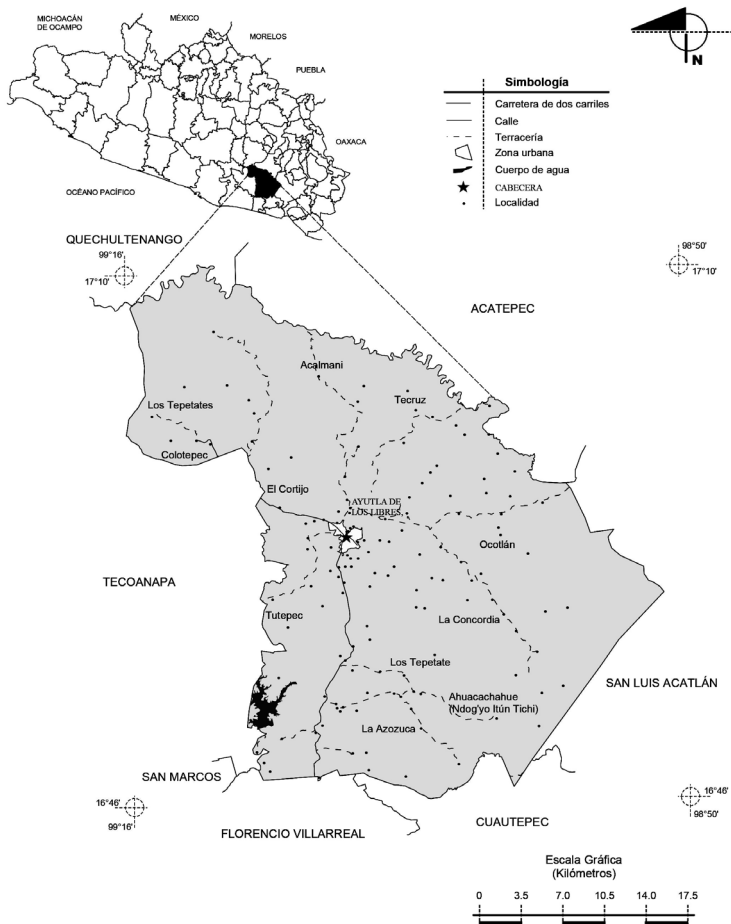 MICHOACÁN
DE OCAMPO
MÉXICO
MORELOS
PUEBLA
OAXACA
OCÉANO PACÍFICO
N
Simbología
Carretera de dos carriles
Calle
Terracería
Zona urbana
Cuerpo de agua
CABECERA
Localidad
QUECHULTENANGO
99°16'
17°10'
98°50'
17°10'
ACATEPEC
Acalmani
Los Tepetates
Tecruz
Colotepec
El Cortijo
AYUTLA DE
LOS LIBRES
Ocotlán
TECOANAPA
Tutepec
La Concordia
Los Tepetate
SAN LUIS ACATLÁN
Ahuacachahue
(Ndog'yo Itún Tichi)
La Azozuca
SAN MARCOS
16°46'
99°16'
16°46'
98°50'
FLORENCIO VILLARREAL
CUAUTEPEC
Escala Gráfica
(Kilómetros)
0 3.5 7.0 10.5 14.0 17.5